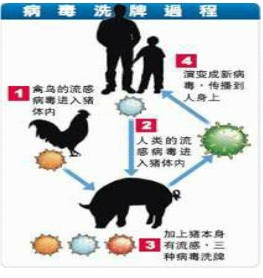 病毒洗牌過程
1 禽鸟的流感
病毒进入猪
体内
2
人类的流
感病毒进
入猪体内
3 加上猪本身
有流感，三
种病毒洗牌
4
演变成新病
毒，传播到
人身上